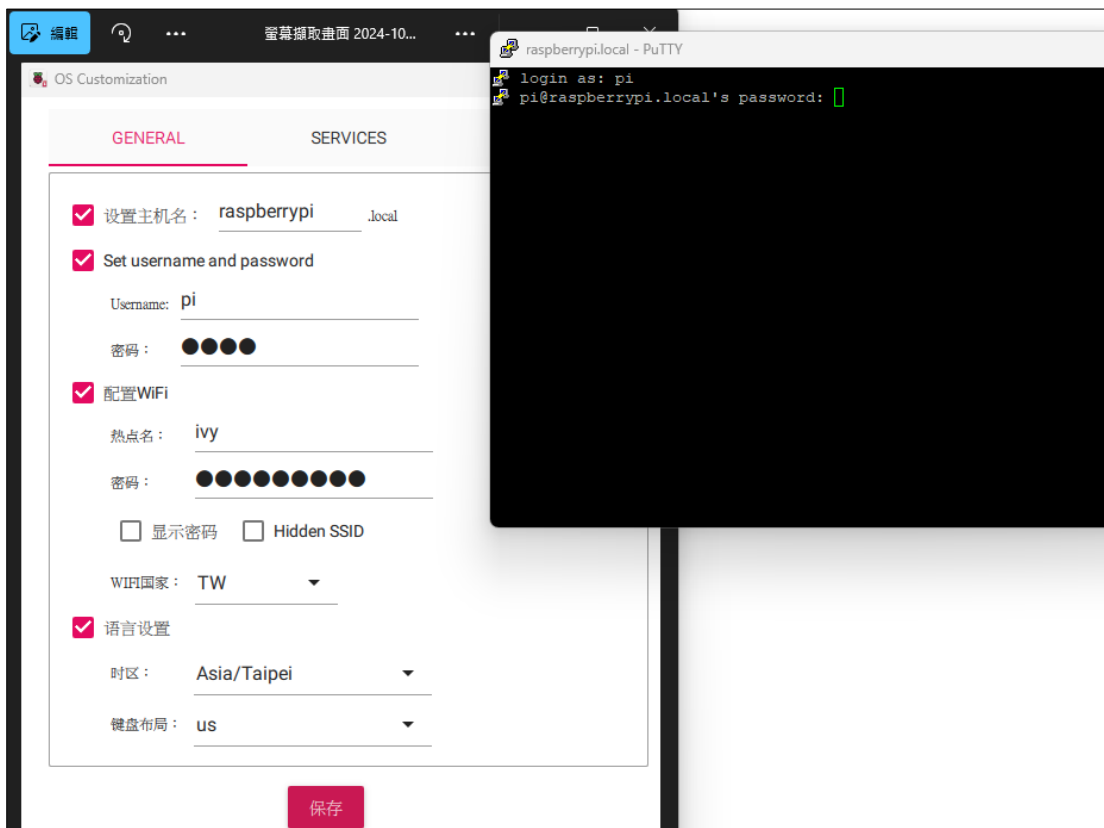 編輯
螢幕擷取畫面 2024-10...
OS Customization
GENERAL
SERVICES
设置主机名：
raspberrypi
.local
Set username and password
Username:
pi
密码：
●●●●
配置WiFi
热点名：
ivy
密码：
●●●●●●●●●
显示密码
Hidden SSID
WIFI国家：
TW
语言设置
时区：
Asia/Taipei
键盘布局：
us
保存
raspberrypi.local - PuTTY
login as: pi
pi@raspberrypi.local's password: